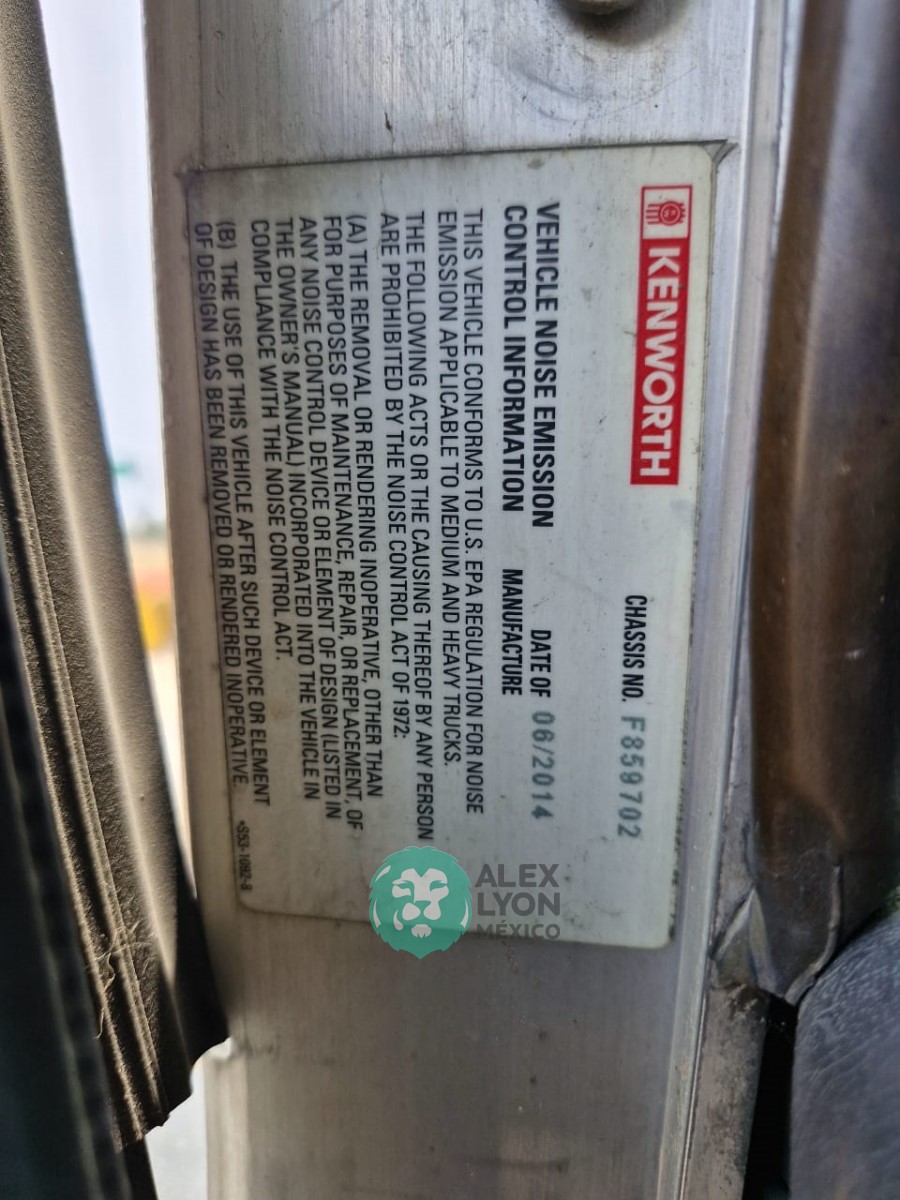 KENWORTH
CHASSIS NO. F859702
VEHICLE NOISE EMISSION
CONTROL INFORMATION
DATE OF
MANUFACTURE
06/2014
THIS VEHICLE CONFORMS TO U.S. EPA REGULATION FOR NOISE
EMISSION APPLICABLE TO MEDIUM AND HEAVY TRUCKS.
THE FOLLOWING ACTS OR THE CAUSING THEREOF BY ANY PERSON
ARE PROHIBITED BY THE NOISE CONTROL ACT OF 1972:
(A) THE REMOVAL OR RENDERING INOPERATIVE, OTHER THAN
FOR PURPOSES OF MAINTENANCE, REPAIR, OR REPLACEMENT, OF
ANY NOISE CONTROL DEVICE OR ELEMENT OF DESIGN (LISTED IN
THE OWNER'S MANUAL) INCORPORATED INTO THE VEHICLE IN
COMPLIANCE WITH THE NOISE CONTROL ACT.
(B) THE USE OF THIS VEHICLE AFTER SUCH DEVICE OR ELEMENT
OF DESIGN HAS BEEN REMOVED OR RENDERED INOPERATIVE.
S53-1092-8
ALEX
LYON
MÉXICO